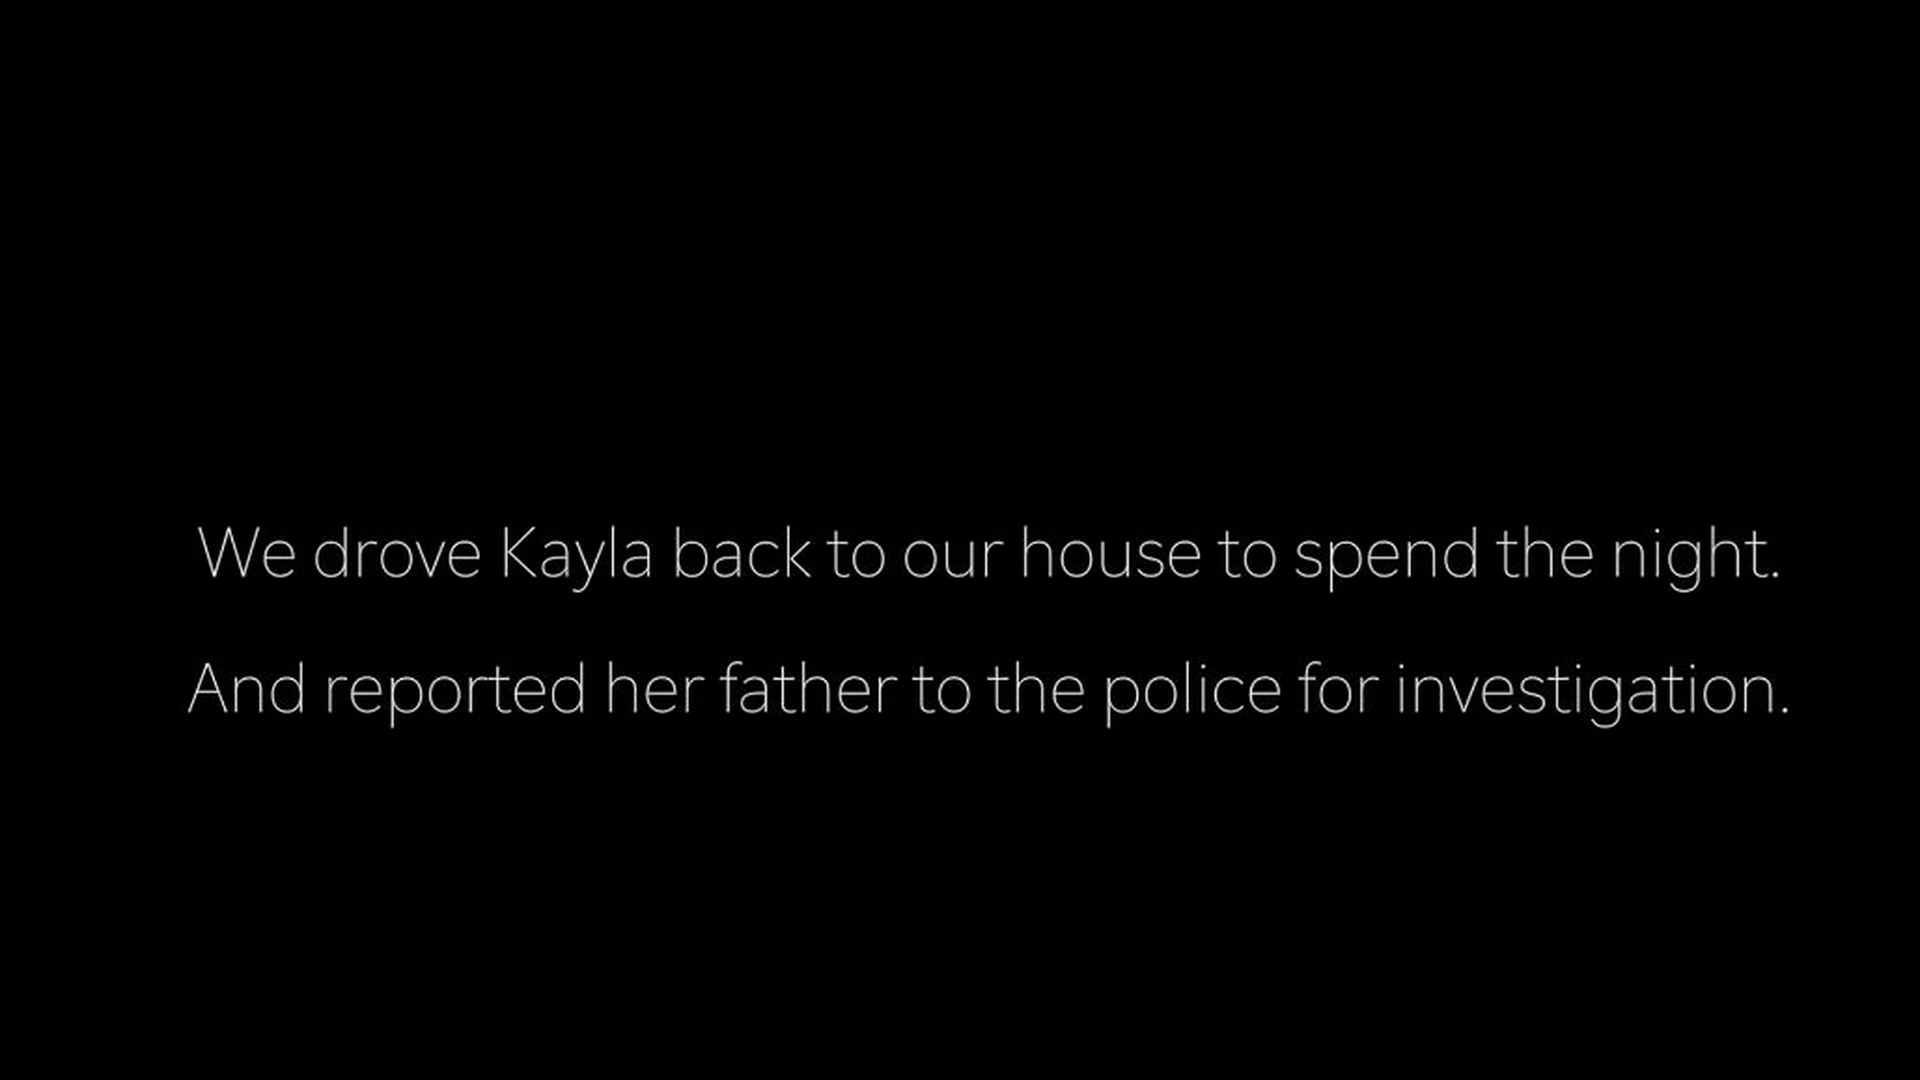 We drove Kayla back to our house to spend the night.
And reported her father to the police for investigation.